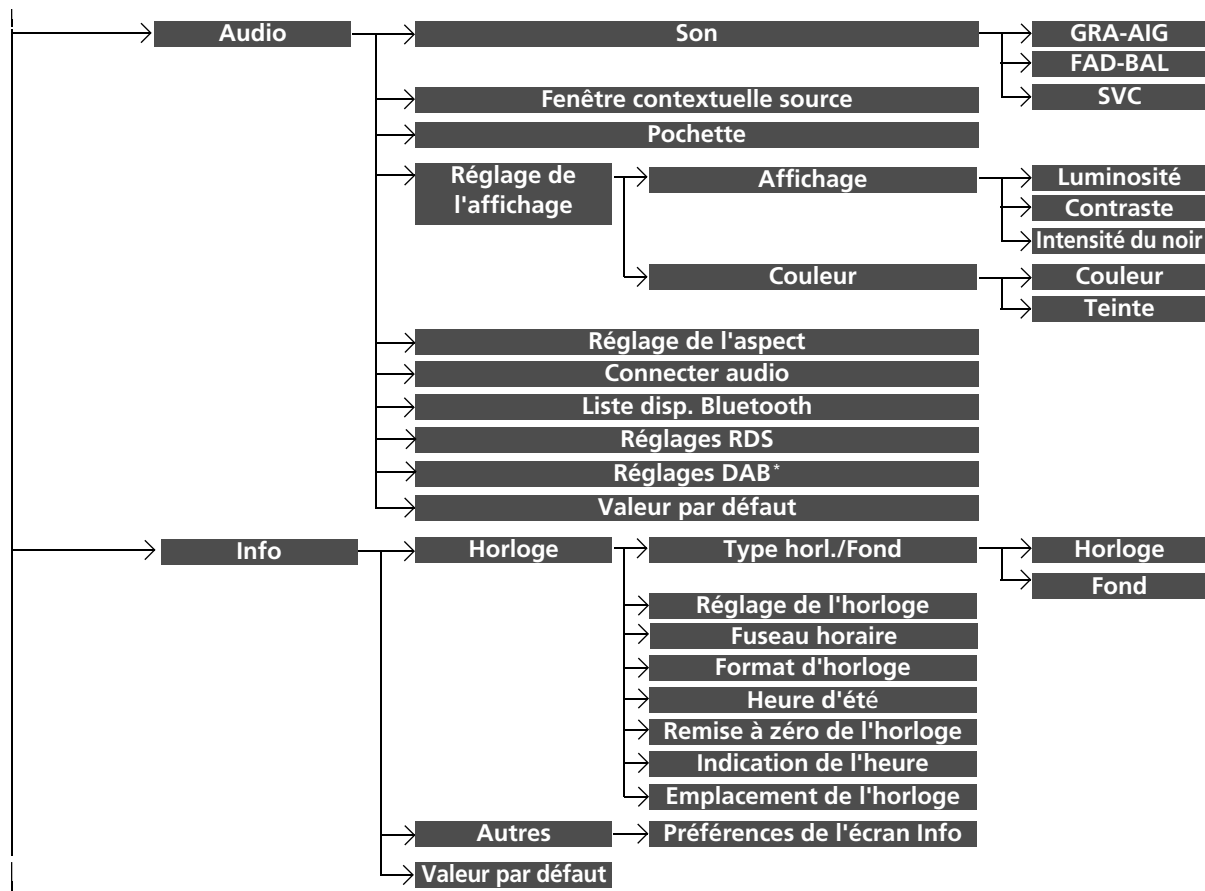 Audio
Son
GRA-AIG
FAD-BAL
SVC
Fenêtre contextuelle source
Pochette
Réglage de
l'affichage
Affichage
Luminosité
Contraste
Intensité du noir
Couleur
Couleur
Teinte
Réglage de l'aspect
Connecter audio
Liste disp. Bluetooth
Réglages RDS
Réglages DAB*
Valeur par défaut
Info
Horloge
Type horl./Fond
Horloge
Fond
Réglage de l'horloge
Fuseau horaire
Format d'horloge
Heure d'été
Remise à zéro de l'horloge
Indication de l'heure
Emplacement de l'horloge
Autres
Préférences de l'écran Info
Valeur par défaut